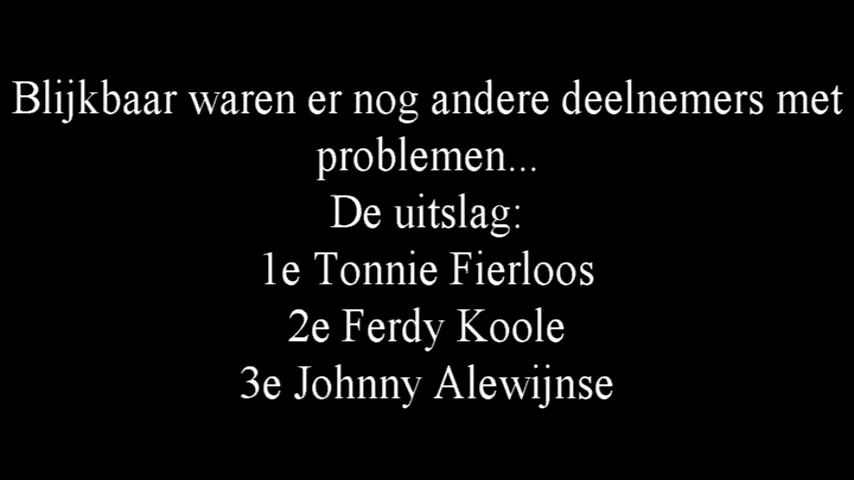 Blijkbaar waren er nog andere deelnemers met
problemen...
De uitslag:
1e Tonnie Fierloos
2e Ferdy Koole
3e Johnny Alewijnse